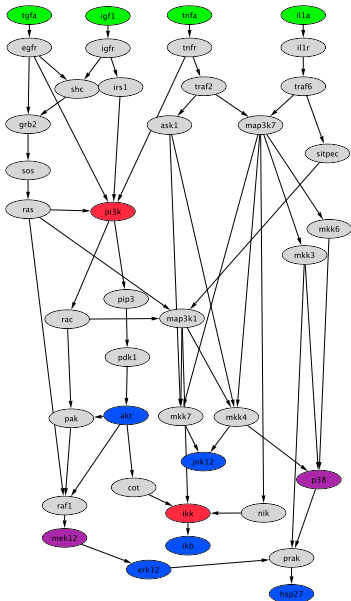 tgfa
igf1
tnfa
il1a
egfr
igfr
tnfr
il1r
shc
irs1
traf2
traf6
grb2
ask1
map3k7
sitpec
sos
ras
pi3k
mkk6
mkk3
pip3
rac
map3k1
pdk1
pak
akt
mkk7
mkk4
jnk12
p38
cot
raf1
ikk
nik
mek12
ikb
prak
erk12
hsp27